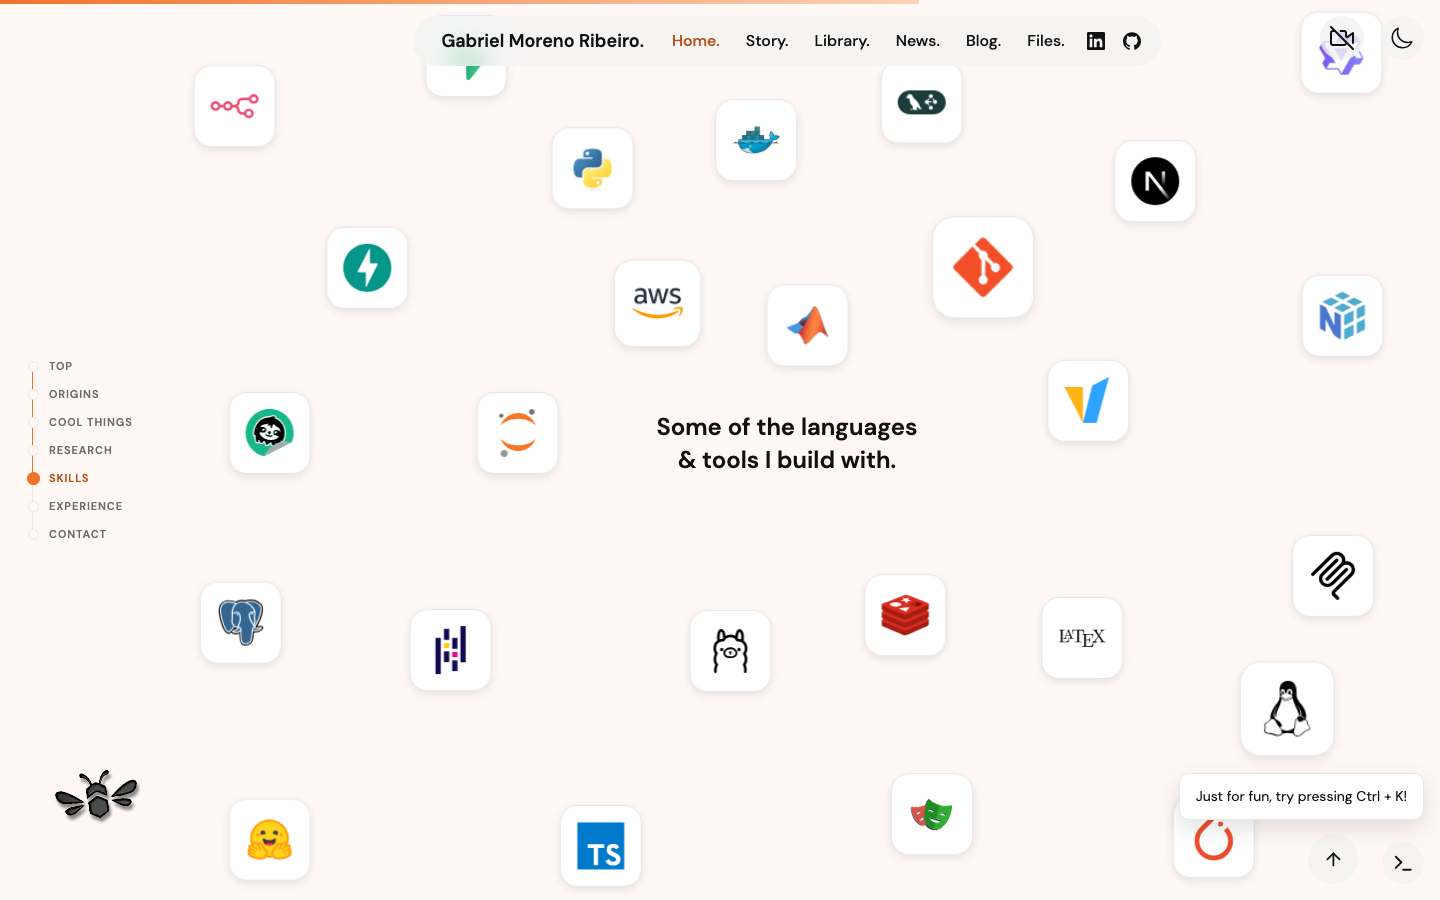 Gabriel Moreno Ribeiro.
Home.
Story.
Library.
News.
Blog.
Files.
aws
TOP
ORIGINS
COOL THINGS
RESEARCH
SKILLS
EXPERIENCE
CONTACT
Some of the languages
& tools I build with.
LATEX
Just for fun, try pressing Ctrl + K!
TS